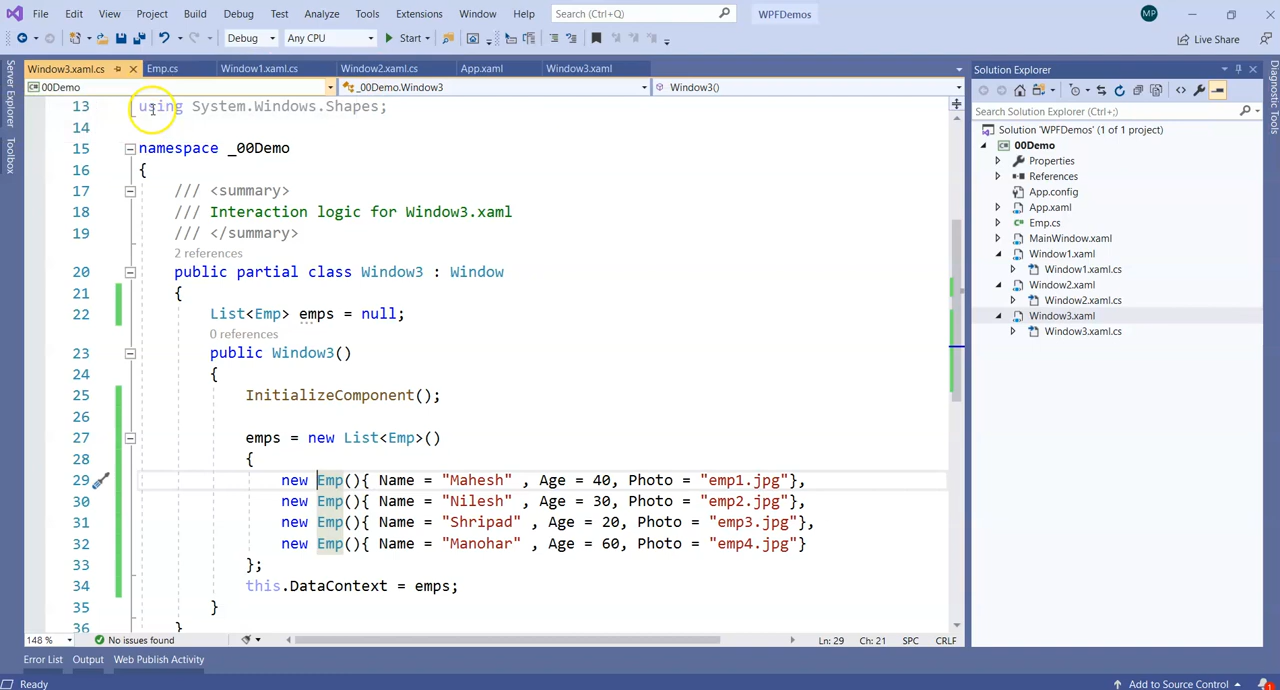 File Edit View Project Build Debug Test Analyze Tools Extensions Window Help Search (Ctrl+Q) WPFDemos MP
Debug Any CPU Start Live Share
Window3.xaml.cs Emp.cs Window1.xaml.cs Window2.xaml.cs App.xaml Window3.xaml
00Demo _00Demo.Window3 Window3()
Server Explorer
Toolbox
13 using System.Windows.Shapes;
14
15 namespace _00Demo
16 {
17 /// <summary>
18 /// Interaction logic for Window3.xaml
19 /// </summary>
2 references
20 public partial class Window3 : Window
21 {
22 List<Emp> emps = null;
0 references
23 public Window3()
24 {
25 InitializeComponent();
26
27 emps = new List<Emp>()
28 {
29 new Emp(){ Name = "Mahesh" , Age = 40, Photo = "emp1.jpg"},
30 new Emp(){ Name = "Nilesh" , Age = 30, Photo = "emp2.jpg"},
31 new Emp(){ Name = "Shripad" , Age = 20, Photo = "emp3.jpg"},
32 new Emp(){ Name = "Manohar" , Age = 60, Photo = "emp4.jpg"}
33 };
34 this.DataContext = emps;
35 }
36 }
148 % No issues found Ln: 29 Ch: 21 SPC CRLF
Solution Explorer
Search Solution Explorer (Ctrl+;)
Solution 'WPFDemos' (1 of 1 project)
00Demo
Properties
References
App.config
App.xaml
Emp.cs
MainWindow.xaml
Window1.xaml
Window1.xaml.cs
Window2.xaml
Window2.xaml.cs
Window3.xaml
Window3.xaml.cs
Diagnostic Tools
Error List Output Web Publish Activity
Ready Add to Source Control 1